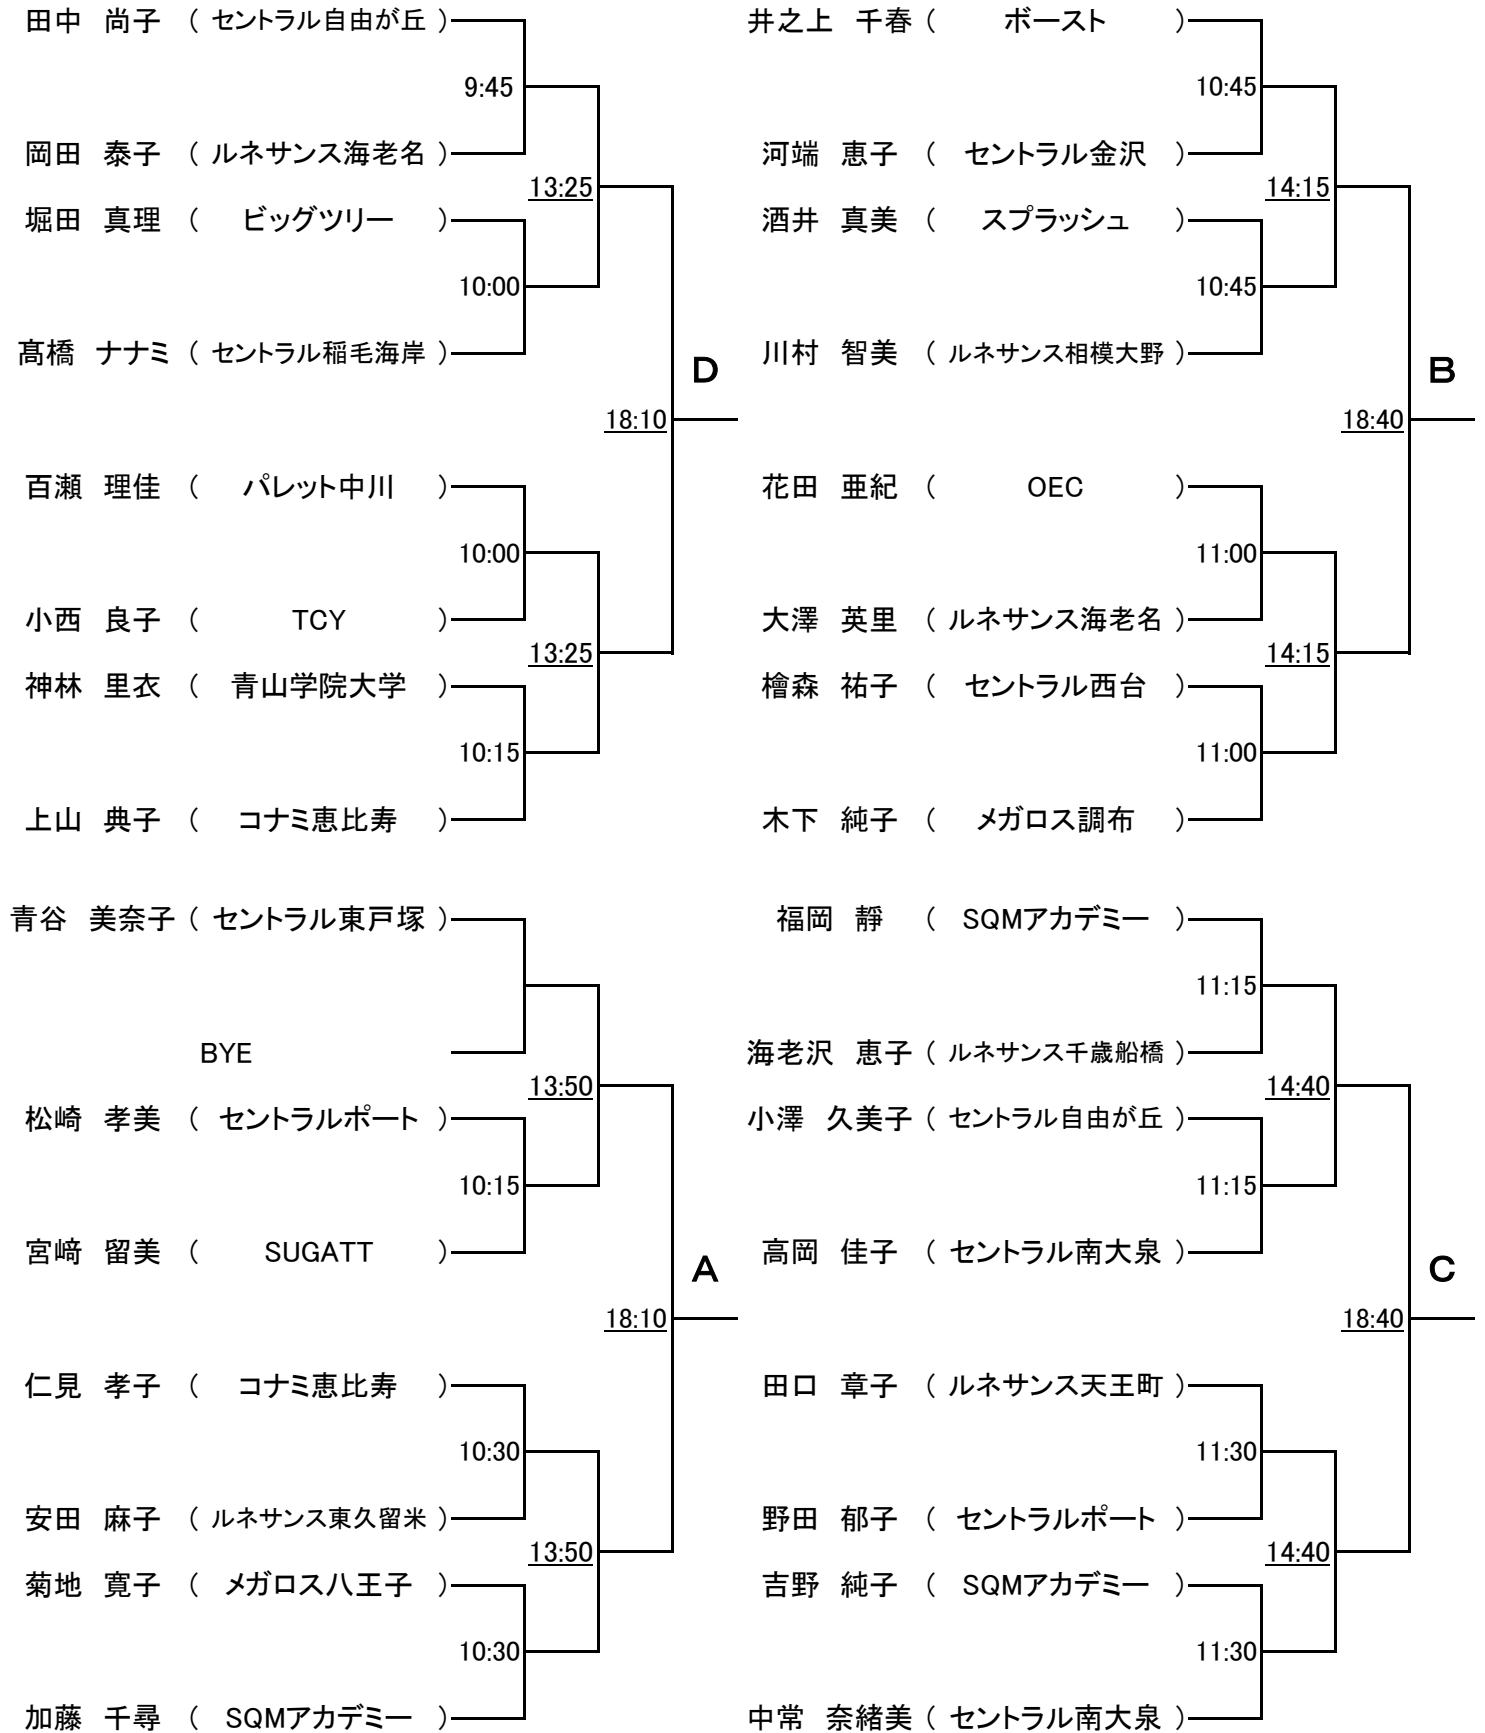 田中 尚子 ( セントラル自由が丘 )
9:45
岡田 泰子 ( ルネサンス海老名 )
13:25
堀田 真理 ( ビッグツリー )
10:00
髙橋 ナナミ ( セントラル稲毛海岸 )
D
18:10
百瀬 理佳 ( パレット中川 )
10:00
小西 良子 ( TCY )
13:25
神林 里衣 ( 青山学院大学 )
10:15
上山 典子 ( コナミ恵比寿 )
青谷 美奈子 ( セントラル東戸塚 )
BYE
13:50
松崎 孝美 ( セントラルポート )
10:15
宮﨑 留美 ( SUGATT )
A
18:10
仁見 孝子 ( コナミ恵比寿 )
10:30
安田 麻子 ( ルネサンス東久留米 )
13:50
菊地 寛子 ( メガロス八王子 )
10:30
加藤 千尋 ( SQMアカデミー )
井之上 千春 ( ボースト )
10:45
河端 恵子 ( セントラル金沢 )
14:15
酒井 真美 ( スプラッシュ )
10:45
川村 智美 ( ルネサンス相模大野 )
B
18:40
花田 亜紀 ( OEC )
11:00
大澤 英里 ( ルネサンス海老名 )
14:15
檜森 祐子 ( セントラル西台 )
11:00
木下 純子 ( メガロス調布 )
福岡 靜 ( SQMアカデミー )
11:15
海老沢 恵子 ( ルネサンス千歳船橋 )
14:40
小澤 久美子 ( セントラル自由が丘 )
11:15
高岡 佳子 ( セントラル南大泉 )
C
18:40
田口 章子 ( ルネサンス天王町 )
11:30
野田 郁子 ( セントラルポート )
14:40
吉野 純子 ( SQMアカデミー )
11:30
中常 奈緒美 ( セントラル南大泉 )